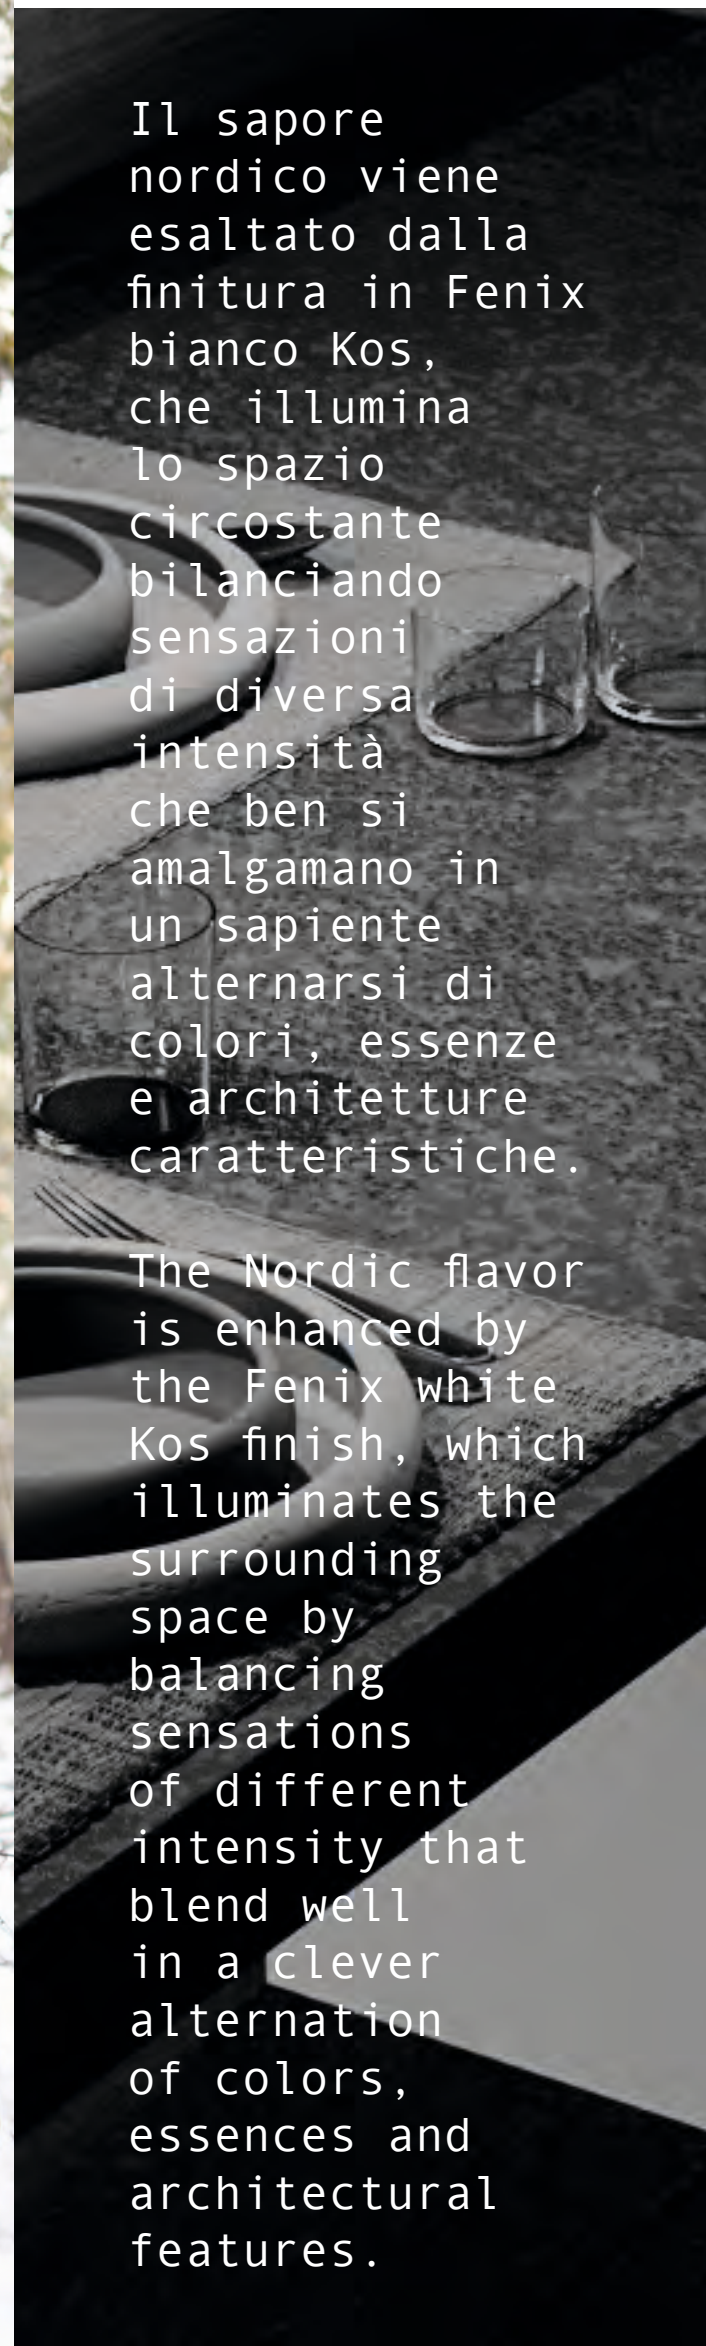 Il sapore
nordico viene
esaltato dalla
finitura in Fenix
bianco Kos,
che illumina
lo spazio
circostante
bilanciando
sensazioni
di diversa
intensità
che ben si
amalgamano in
un sapiente
alternarsi di
colori, essenze
e architetture
caratteristiche.

The Nordic flavor
is enhanced by
the Fenix white
Kos finish, which
illuminates the
surrounding
space by
balancing
sensations
of different
intensity that
blend well
in a clever
alternation
of colors,
essences and
architectural
features.